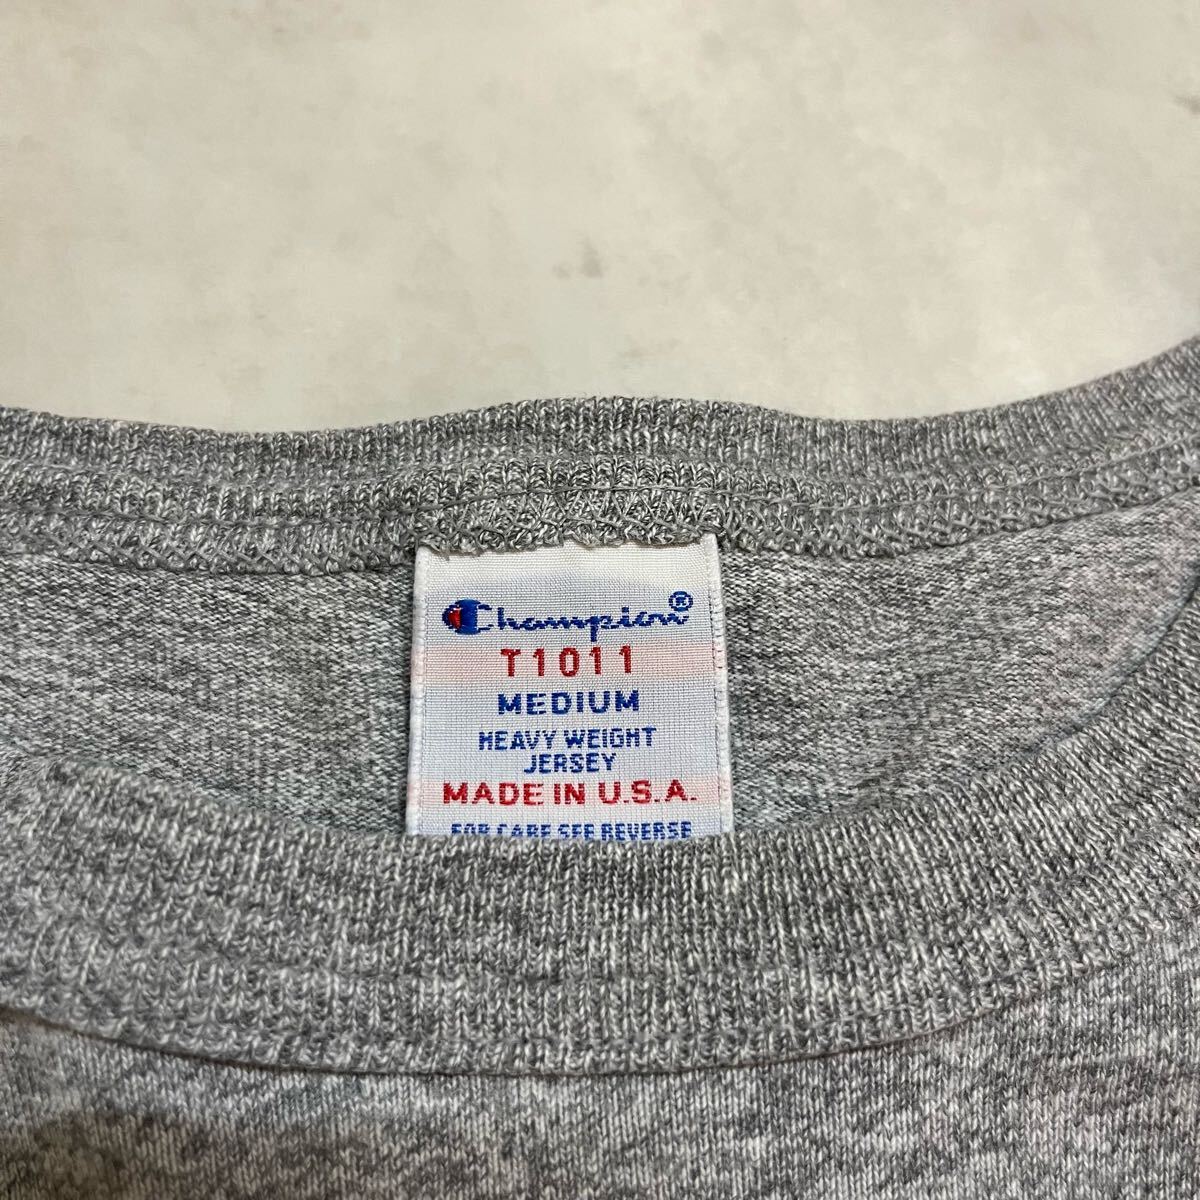 Champion®
T1011
MEDIUM
HEAVY WEIGHT
JERSEY
MADE IN U.S.A.
FOR CARE SEE REVERSE